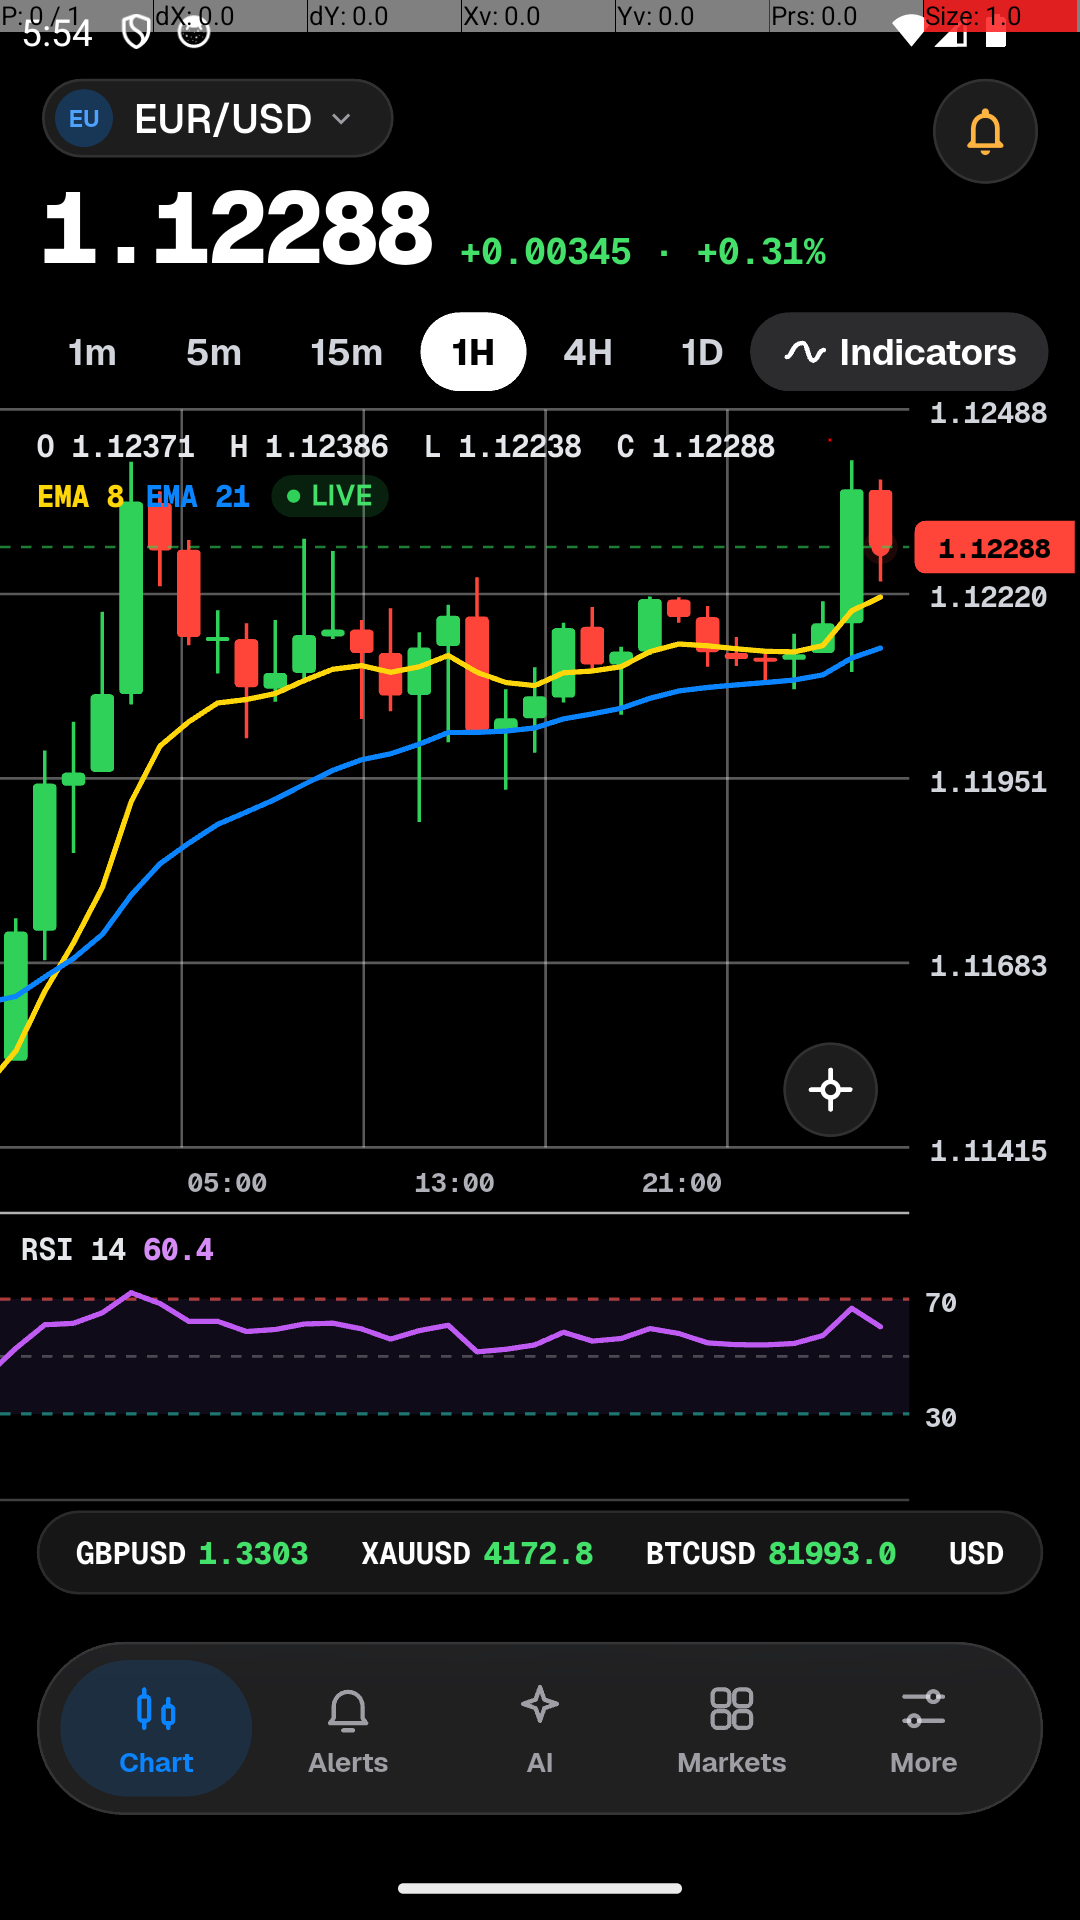 P: 0 / 1 dX: 0.0 dY: 0.0 Xv: 0.0 Yv: 0.0 Prs: 0.0 Size: 1.0
5:54
EU EUR/USD
1.12288 +0.00345 · +0.31%
1m 5m 15m 1H 4H 1D Indicators
1.12488
O 1.12371 H 1.12386 L 1.12238 C 1.12288
EMA 8 EMA 21 LIVE
1.12288
1.12220
1.11951
1.11683
1.11415
05:00 13:00 21:00
RSI 14 60.4
70
30
GBPUSD 1.3303 XAUUSD 4172.8 BTCUSD 81993.0 USD
Chart Alerts AI Markets More